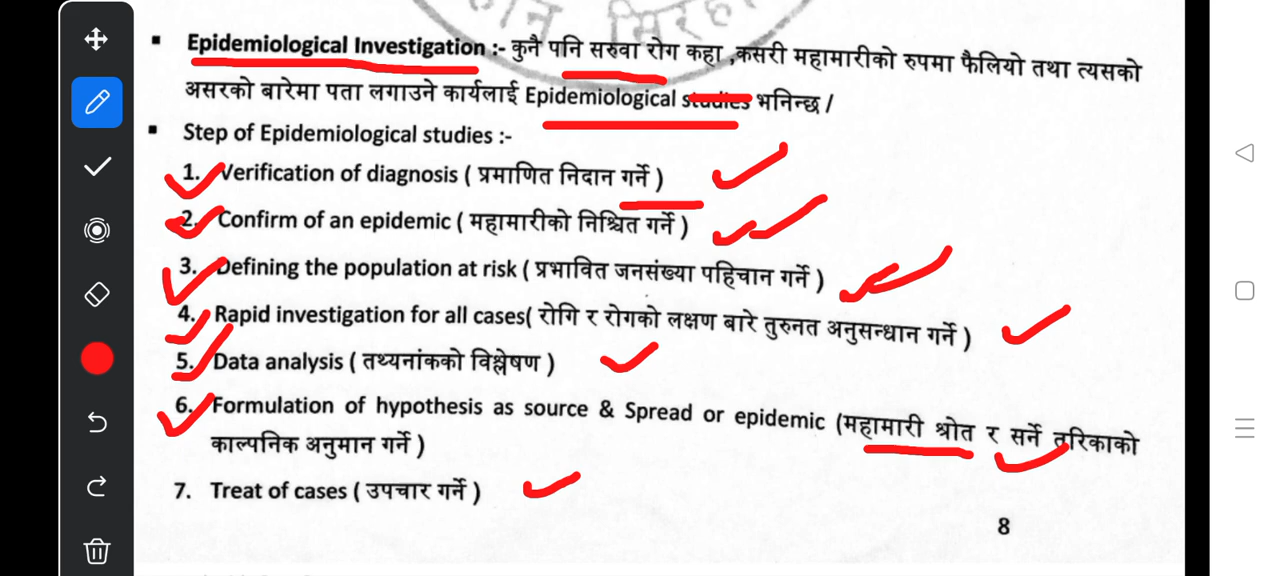 ▪ Epidemiological Investigation :- कुनै पनि सरुवा रोग कहा ,कसरी महामारीको रुपमा फैलियो तथा त्यसको
असरको बारेमा पता लगाउने कार्यलाई Epidemiological studies भनिन्छ /
▪ Step of Epidemiological studies :-
1. Verification of diagnosis ( प्रमाणित निदान गर्ने )
2. Confirm of an epidemic ( महामारीको निश्चित गर्ने )
3. Defining the population at risk ( प्रभावित जनसंख्या पहिचान गर्ने )
4. Rapid investigation for all cases( रोगि र रोगको लक्षण बारे तुरुनत अनुसन्धान गर्ने )
5. Data analysis ( तथ्यनांकको विश्लेषण )
6. Formulation of hypothesis as source & Spread or epidemic (महामारी श्रोत र सर्ने तरिकाको
काल्पनिक अनुमान गर्ने )
7. Treat of cases ( उपचार गर्ने )
8